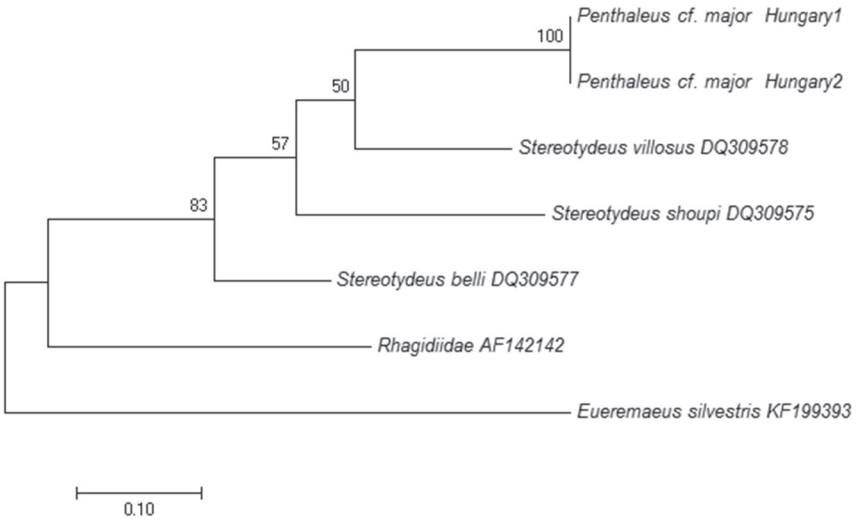 Penthaleus cf. major Hungary1
100
Penthaleus cf. major Hungary2
50
Stereotydeus villosus DQ309578
57
Stereotydeus shoupi DQ309575
83
Stereotydeus belli DQ309577
Rhagidiidae AF142142
Eueremaeus silvestris KF199393
0.10